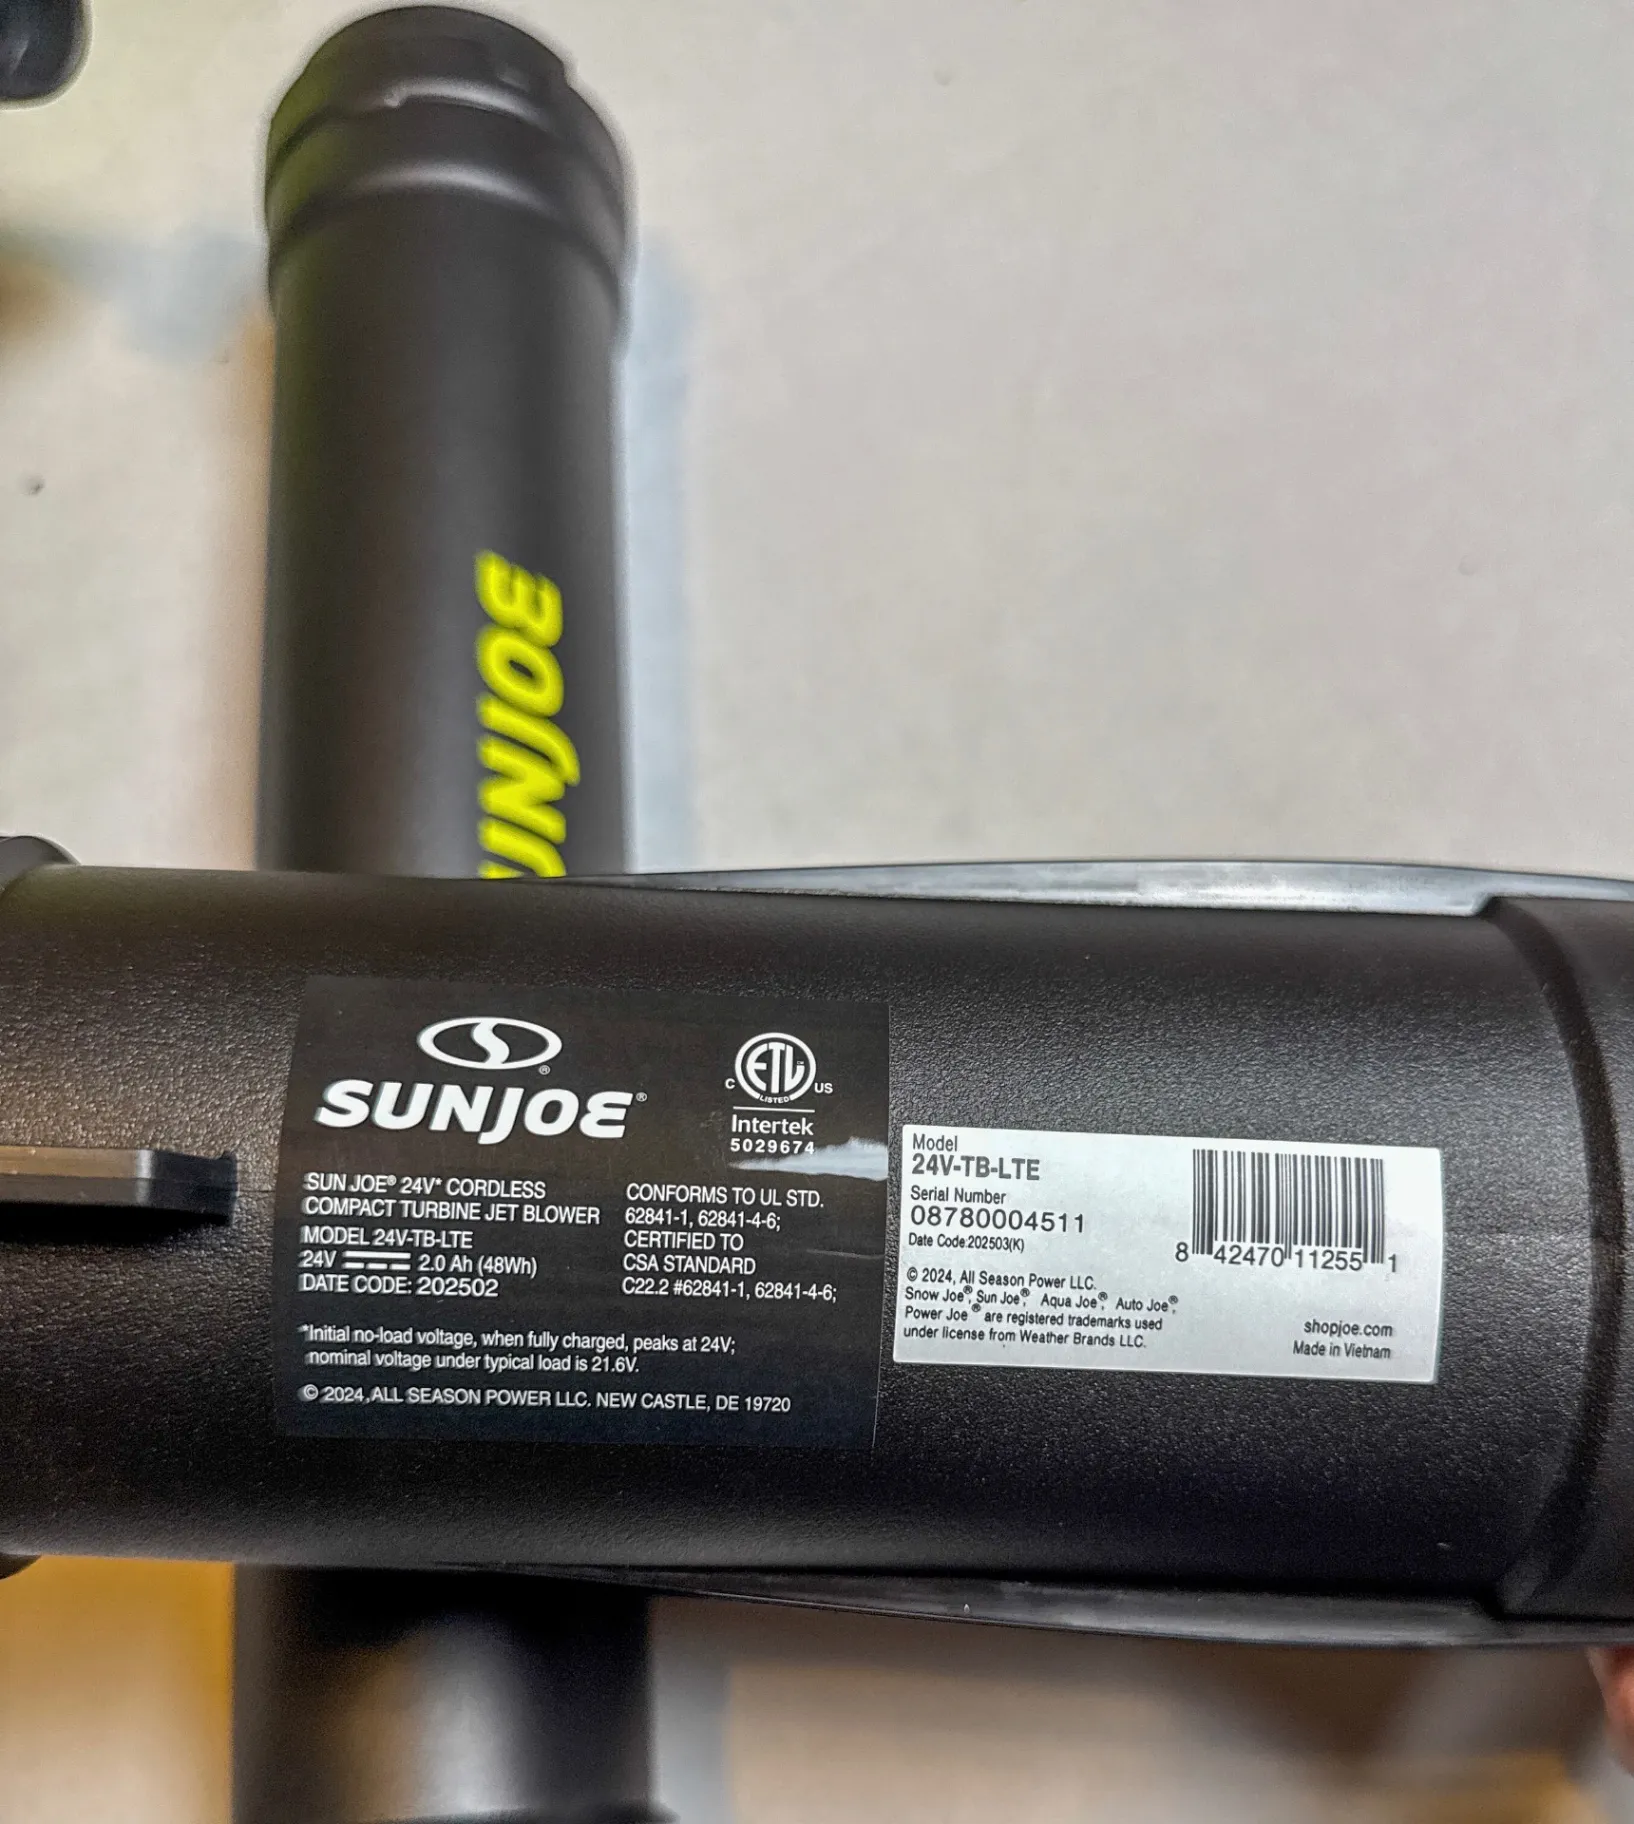 UNJOE
SUNJOE®
C ETL US
LISTED
Intertek
5029674
SUN JOE® 24V* CORDLESS
COMPACT TURBINE JET BLOWER
MODEL 24V-TB-LTE
24V 2.0 Ah (48Wh)
DATE CODE: 202502
CONFORMS TO UL STD.
62841-1, 62841-4-6;
CERTIFIED TO
CSA STANDARD
C22.2 #62841-1, 62841-4-6;
*Initial no-load voltage, when fully charged, peaks at 24V;
nominal voltage under typical load is 21.6V.
© 2024, ALL SEASON POWER LLC. NEW CASTLE, DE 19720
Model
24V-TB-LTE
Serial Number
08780004511
Date Code:202503(K)
8 42470 11255 1
© 2024, All Season Power LLC.
Snow Joe®, Sun Joe®, Aqua Joe®, Auto Joe®,
Power Joe® are registered trademarks used
under license from Weather Brands LLC.
shopjoe.com
Made in Vietnam